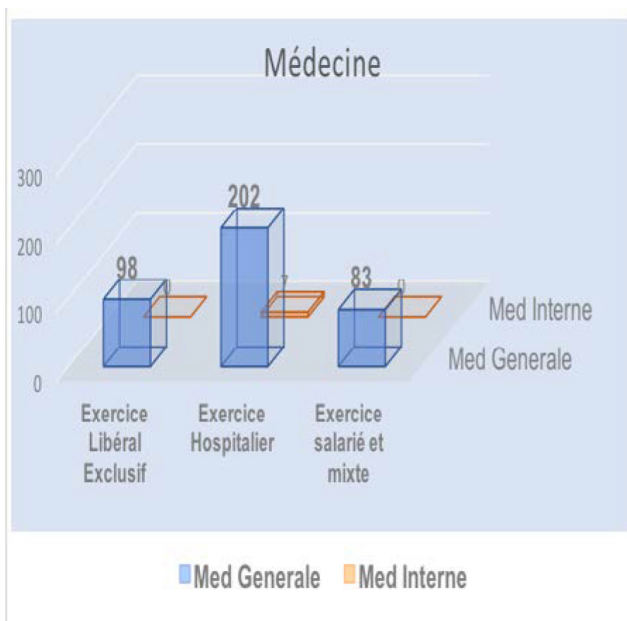 Médecine
300
200
100
0
98
0
202
7
83
0
Med Interne
Med Generale
Exercice
Libéral
Exclusif
Exercice
Hospitalier
Exercice
salarié et
mixte
Med Generale
Med Interne